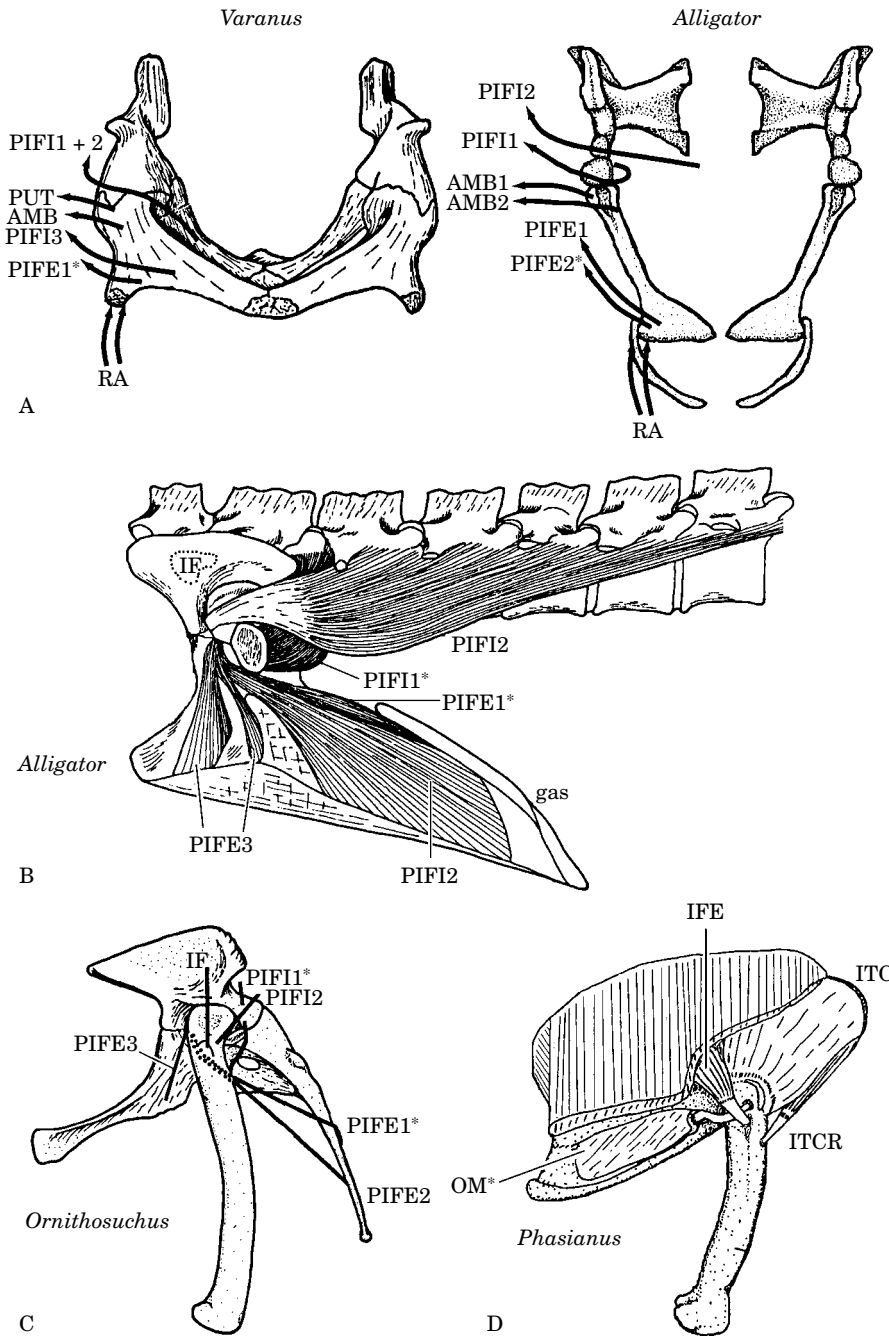 Varanus
Alligator
PIFI1 + 2
PUT
AMB
PIFI3
PIFE1*
RA
PIFI2
PIFI1
AMB1
AMB2
PIFE1
PIFE2*
RA
A
IF
PIFI2
PIFI1*
PIFE1*
Alligator
gas
PIFE3
PIFI2
B
IF
PIFI1*
PIFI2
PIFE3
PIFE1*
PIFE2
Ornithosuchus
C
IFE
ITC
ITCR
OM*
Phasianus
D